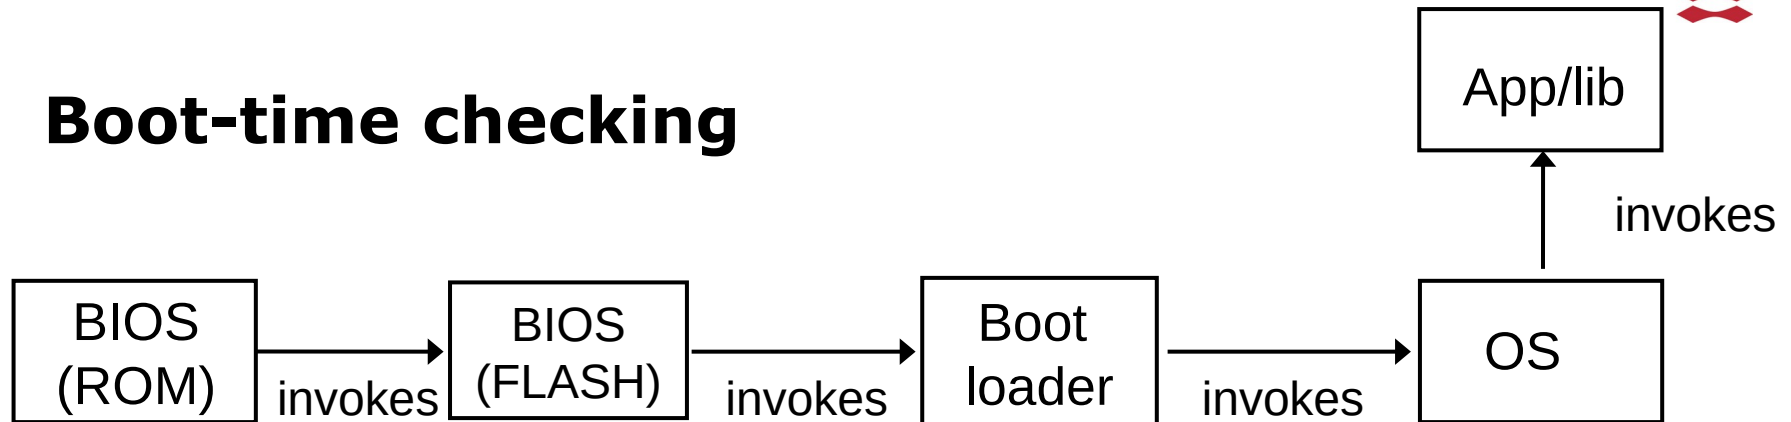 Boot-time checking
App/lib
invokes
BIOS
(ROM)
invokes
BIOS
(FLASH)
invokes
Boot
loader
invokes
OS